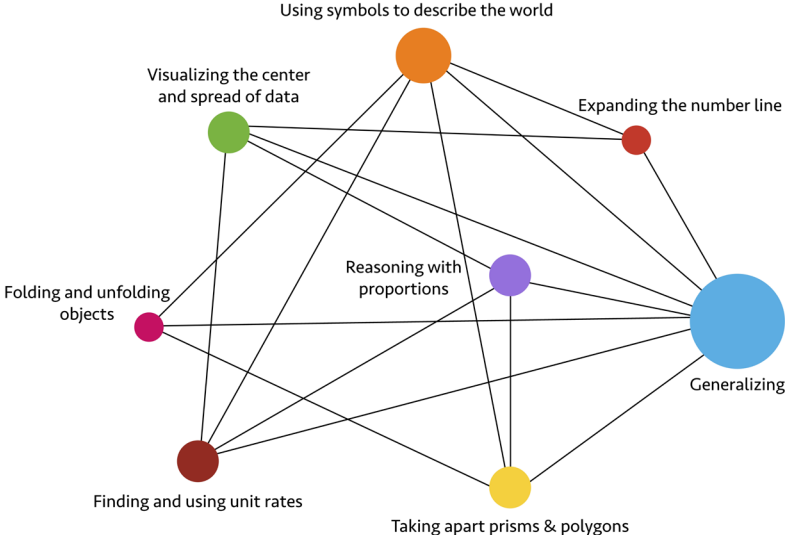 Using symbols to describe the world
Visualizing the center
and spread of data
Expanding the number line
Reasoning with
proportions
Folding and unfolding
objects
Generalizing
Finding and using unit rates
Taking apart prisms & polygons